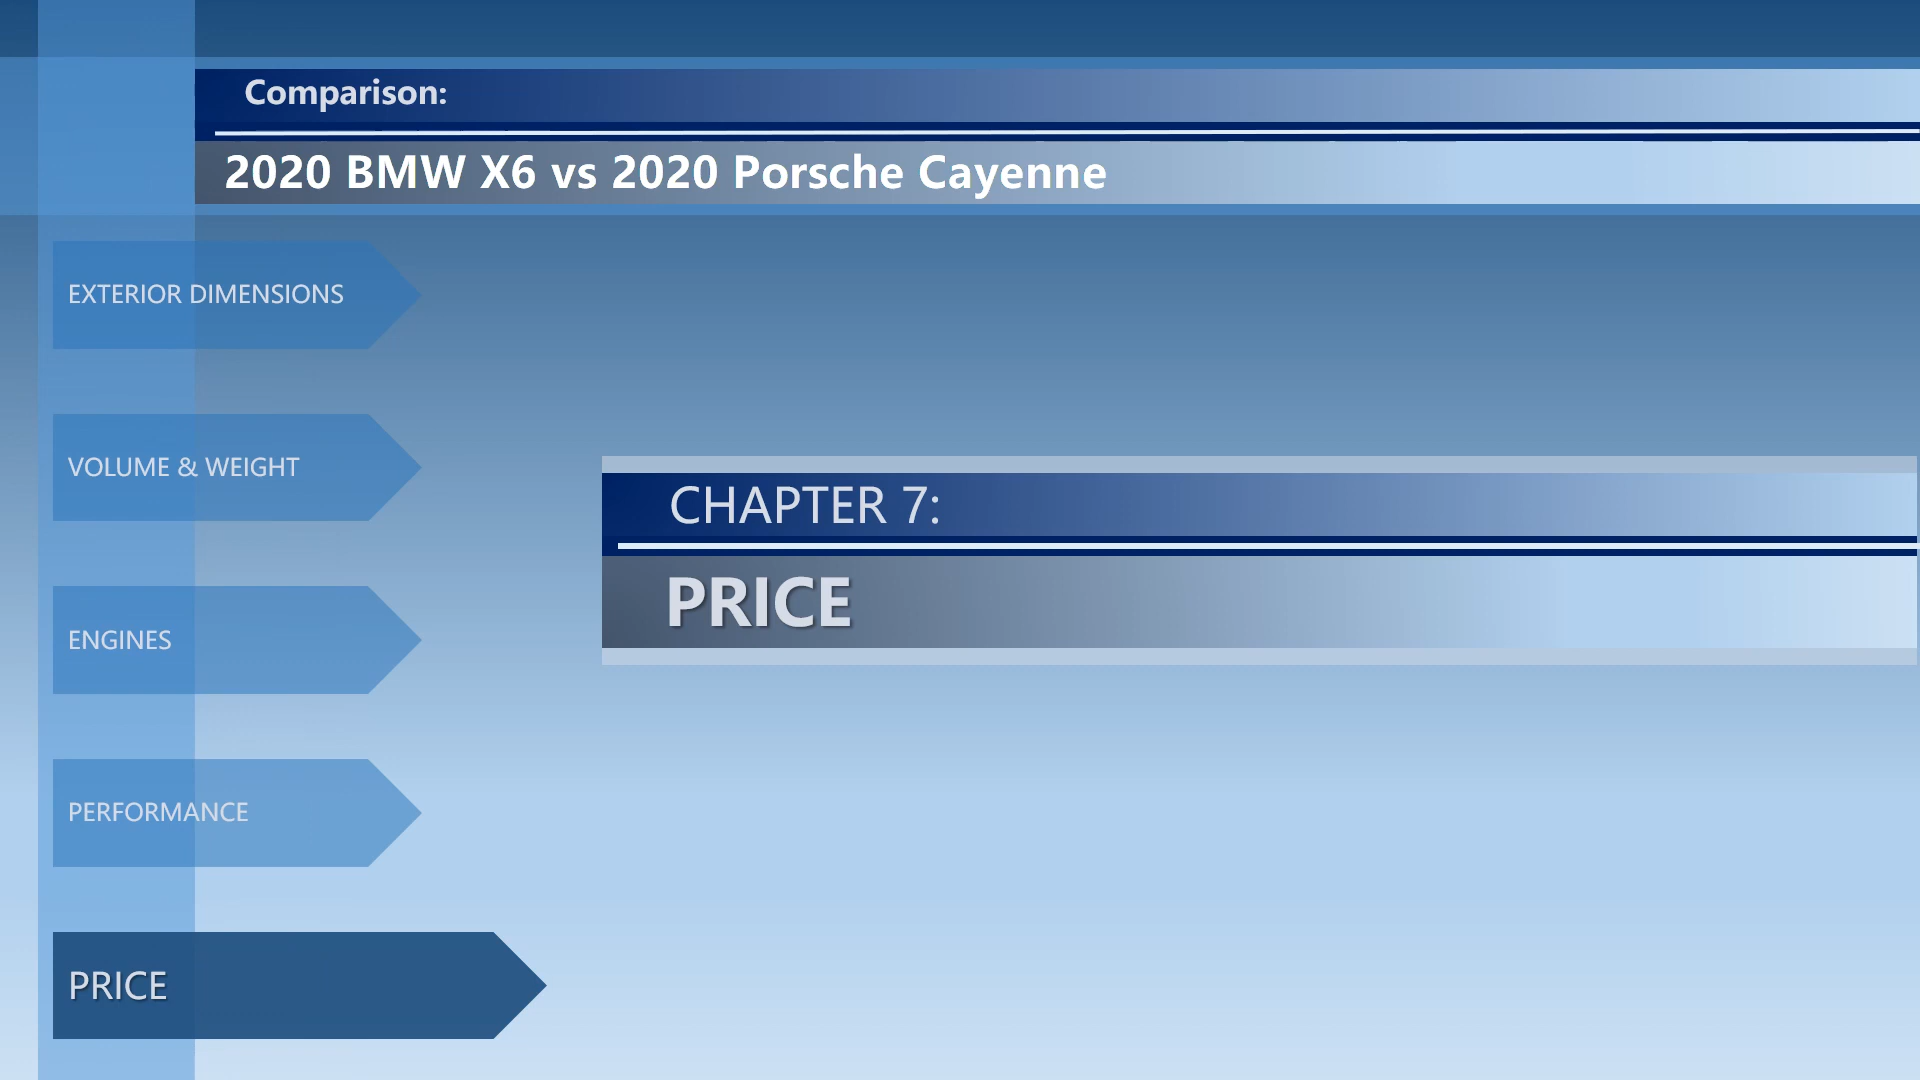 Comparison:
2020 BMW X6 vs 2020 Porsche Cayenne
EXTERIOR DIMENSIONS
VOLUME & WEIGHT
ENGINES
PERFORMANCE
PRICE
CHAPTER 7:
PRICE